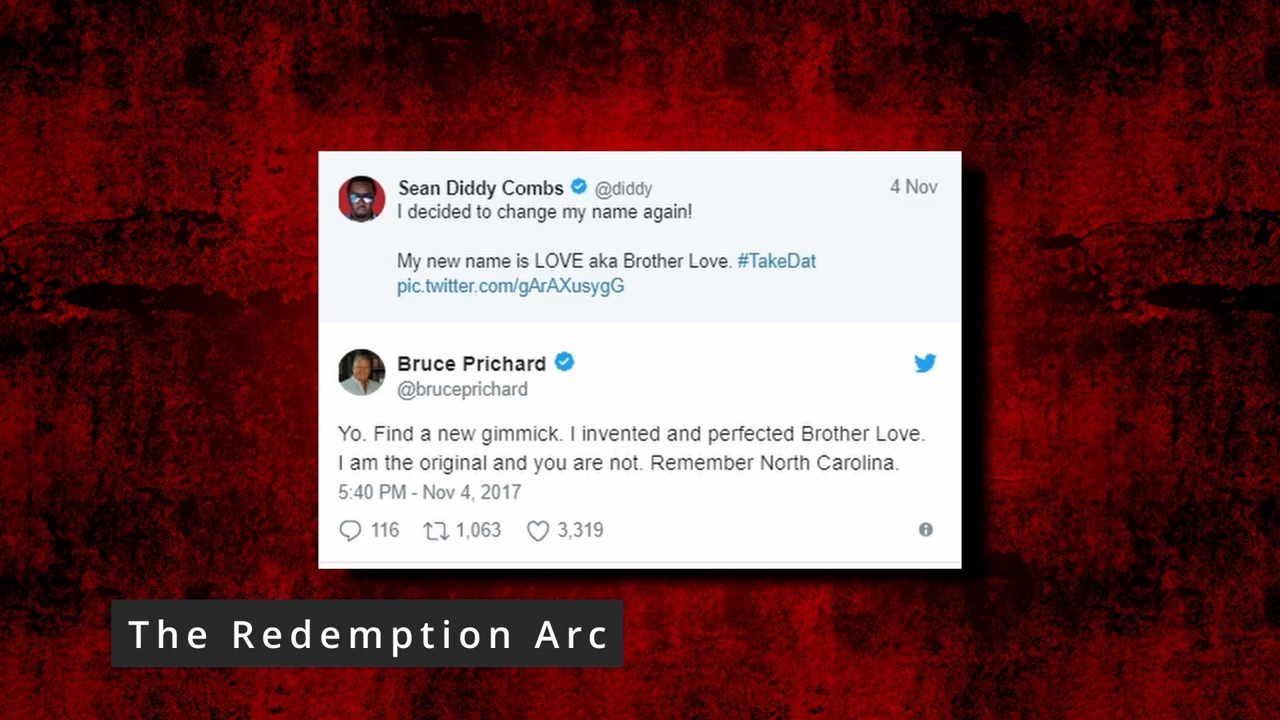 Sean Diddy Combs @diddy 4 Nov
I decided to change my name again!
My new name is LOVE aka Brother Love. #TakeDat
pic.twitter.com/gArAXusygG
Bruce Prichard
@bruceprichard
Yo. Find a new gimmick. I invented and perfected Brother Love.
I am the original and you are not. Remember North Carolina.
5:40 PM - Nov 4, 2017
116 1,063 3,319
The Redemption Arc